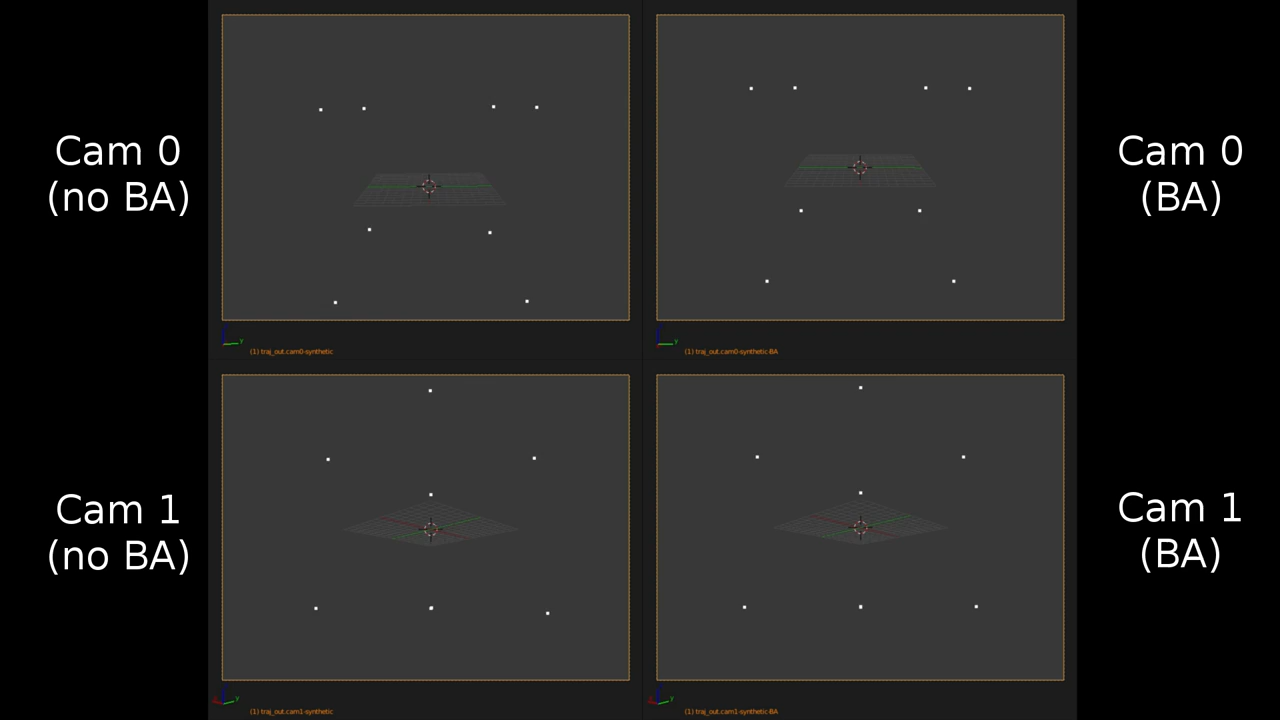 Cam 0
(no BA)
Cam 0
(BA)
y
(1) traj_out.cam0-synthetic
y
(1) traj_out.cam0-synthetic-BA
Cam 1
(no BA)
Cam 1
(BA)
y
(1) traj_out.cam1-synthetic
y
(1) traj_out.cam1-synthetic-BA